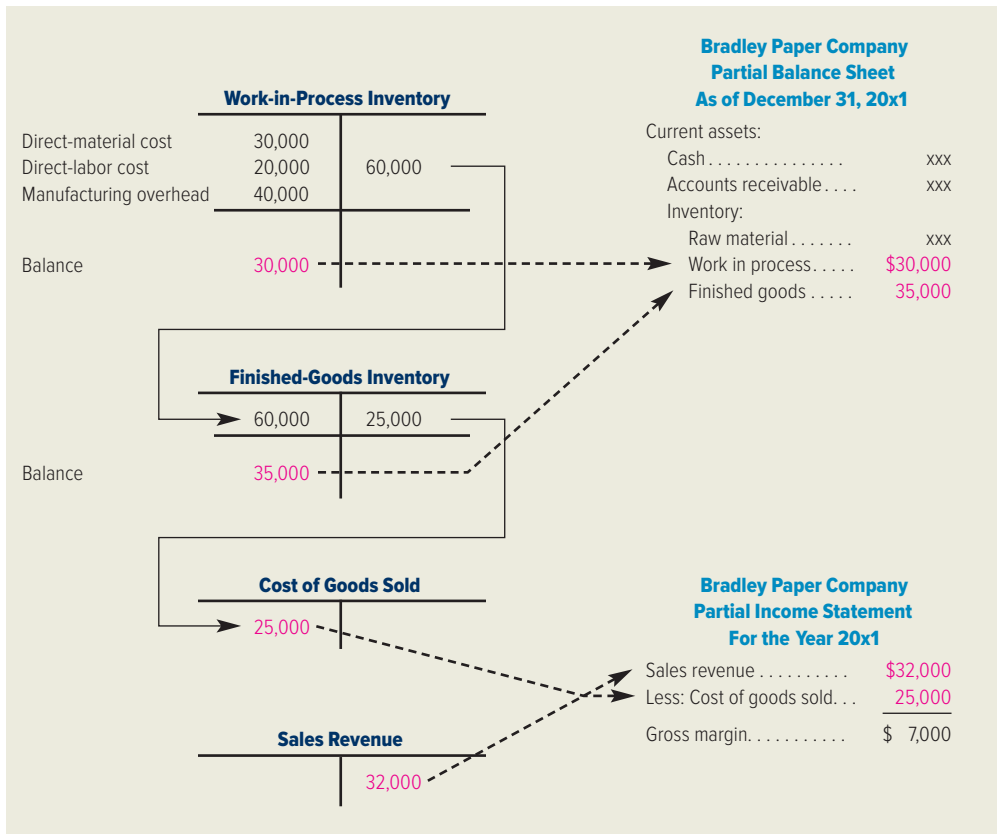 Work-in-Process Inventory
Direct-material cost 30,000
Direct-labor cost 20,000 60,000
Manufacturing overhead 40,000
Balance 30,000
Finished-Goods Inventory
60,000 25,000
Balance 35,000
Cost of Goods Sold
25,000
Sales Revenue
32,000
Bradley Paper Company
Partial Balance Sheet
As of December 31, 20x1
Current assets:
Cash . . . . . . . . . . . . . . . xxx
Accounts receivable . . . . xxx
Inventory:
Raw material . . . . . . . xxx
Work in process. . . . . $30,000
Finished goods . . . . . 35,000
Bradley Paper Company
Partial Income Statement
For the Year 20x1
Sales revenue . . . . . . . . . . $32,000
Less: Cost of goods sold. . . 25,000
Gross margin. . . . . . . . . . . $ 7,000